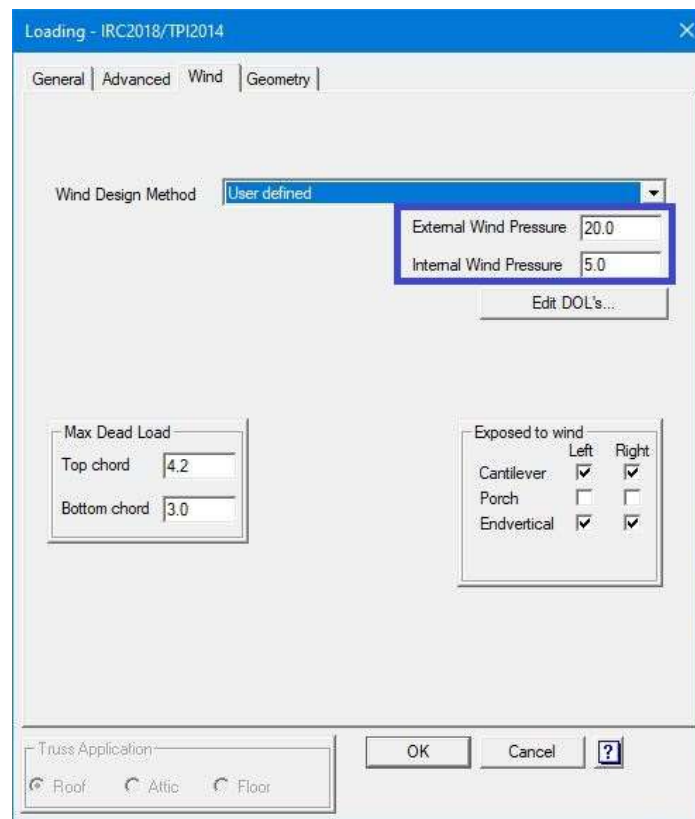 Loading - IRC2018/TPI2014
General Advanced Wind Geometry
Wind Design Method User defined
External Wind Pressure 20.0
Internal Wind Pressure 5.0
Edit DOL's...
Max Dead Load
Top chord 4.2
Bottom chord 3.0
Exposed to wind
Left Right
Cantilever
Porch
Endvertical
Truss Application
Roof Attic Floor
OK Cancel ?